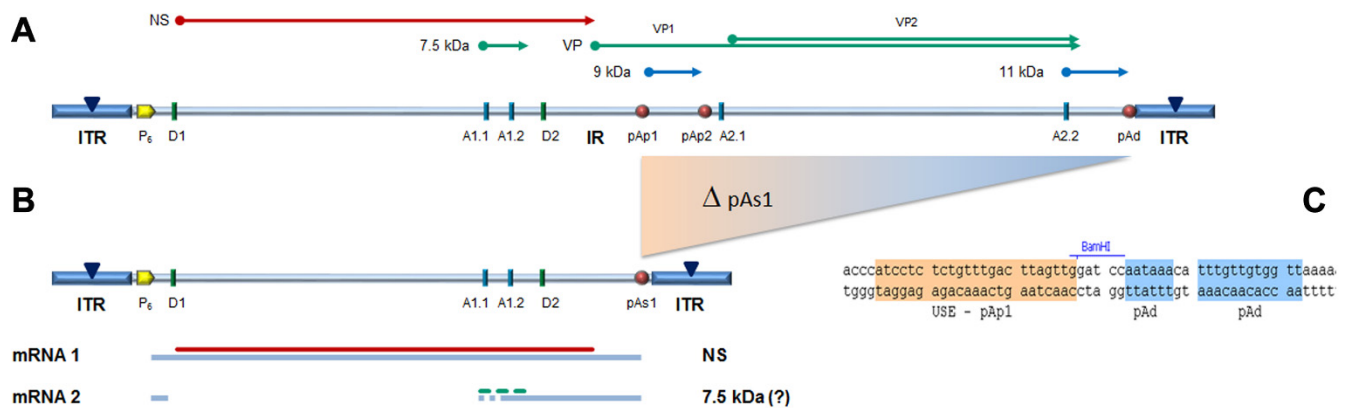 A
NS
VP2
7.5 kDa
VP
VP1
9 kDa
11 kDa
ITR P6 D1 A1.1 A1.2 D2 IR pAp1 pAp2 A2.1 A2.2 pAd ITR
B
Δ pAs1
C
BamHI
acccatcctc tctgtttgac ttagttggat ccaataaaca tttgttgtgg ttaaaa
tgggtaggag agacaaactg aatcaaccta ggttatttgt aaacaacacc aatttt
USE - pAp1 pAd pAd
ITR P6 D1 A1.1 A1.2 D2 pAs1 ITR
mRNA 1 NS
mRNA 2 7.5 kDa (?)